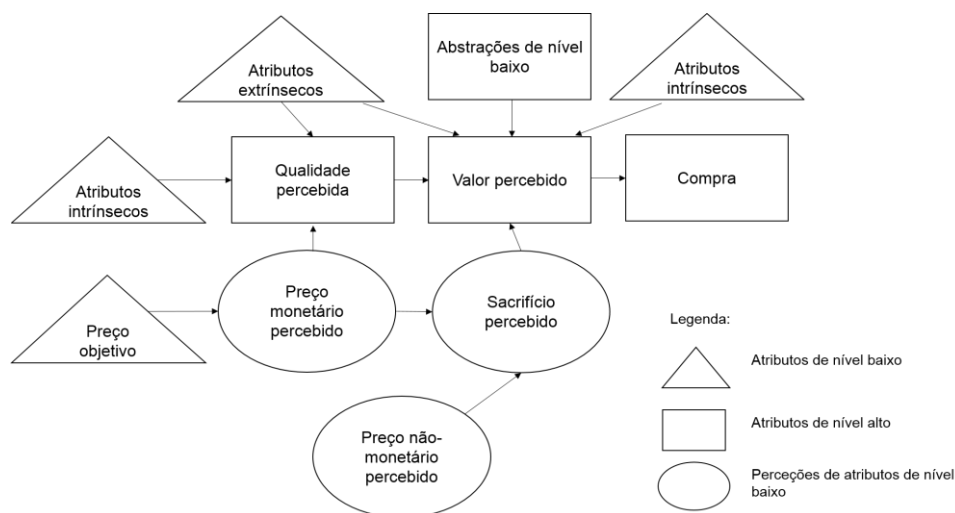 Atributos
extrínsecos
Abstrações de nível
baixo
Atributos
intrínsecos
Atributos
intrínsecos
Qualidade
percebida
Valor percebido
Compra
Preço
objetivo
Preço
monetário
percebido
Sacrifício
percebido
Preço não-
monetário
percebido
Legenda:
Atributos de nível baixo
Atributos de nível alto
Perceções de atributos de nível
baixo